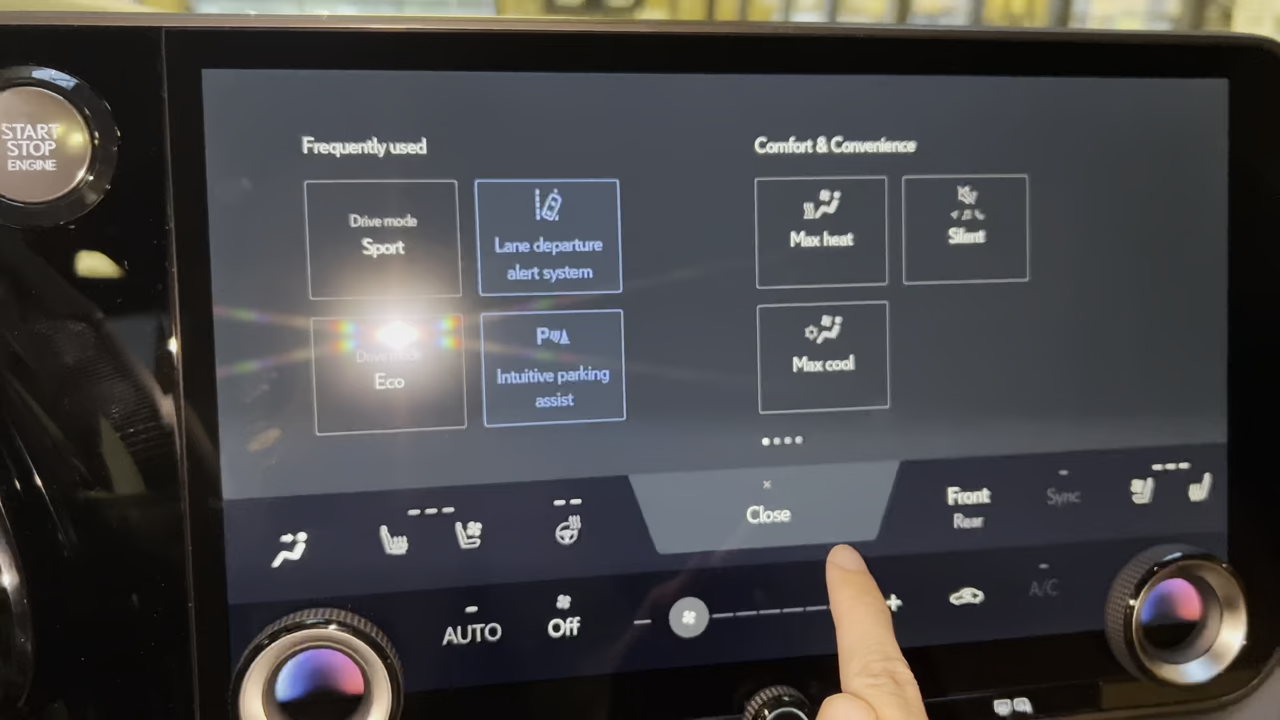 START
STOP
ENGINE
Frequently used
Drive mode
Sport
Lane departure
alert system
Drive mode
Eco
P
Intuitive parking
assist
Comfort & Convenience
Max heat
Silent
Max cool
Close
Front
Rear
Sync
AUTO
Off
A/C